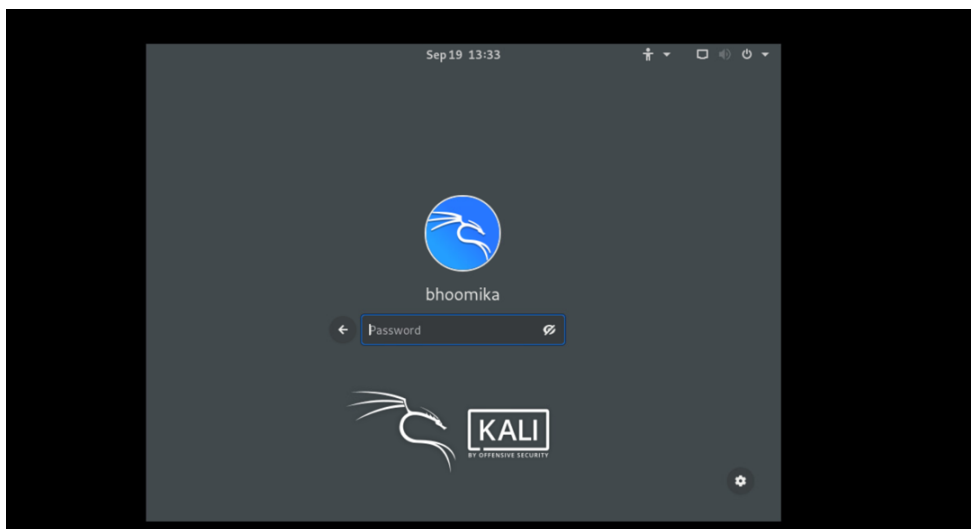 Sep 19 13:33
bhoomika
Password
KALI
BY OFFENSIVE SECURITY